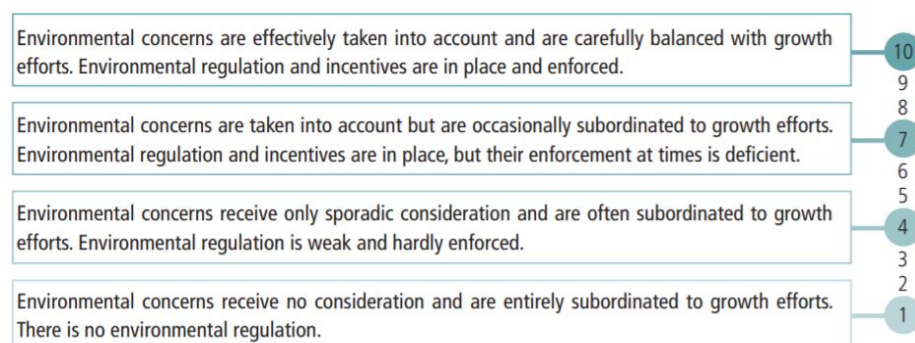 Environmental concerns are effectively taken into account and are carefully balanced with growth
efforts. Environmental regulation and incentives are in place and enforced.
10
9
8
Environmental concerns are taken into account but are occasionally subordinated to growth efforts.
Environmental regulation and incentives are in place, but their enforcement at times is deficient.
7
6
5
Environmental concerns receive only sporadic consideration and are often subordinated to growth
efforts. Environmental regulation is weak and hardly enforced.
4
3
2
Environmental concerns receive no consideration and are entirely subordinated to growth efforts.
There is no environmental regulation.
1